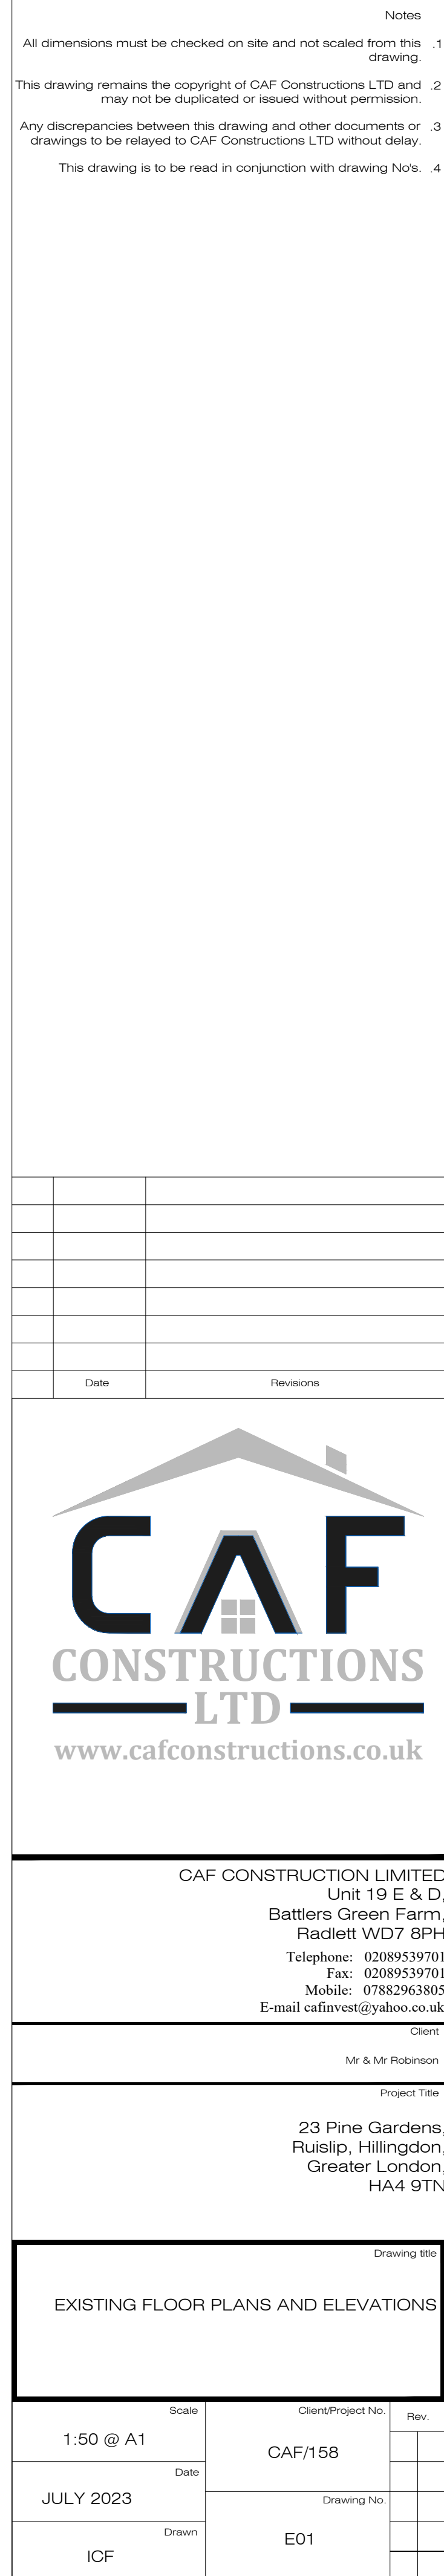 Notes
All dimensions must be checked on site and not scaled from this .1
drawing.
This drawing remains the copyright of CAF Constructions LTD and .2
may not be duplicated or issued without permission.
Any discrepancies between this drawing and other documents or .3
drawings to be relayed to CAF Constructions LTD without delay.
This drawing is to be read in conjunction with drawing No's. .4
Date Revisions
CAF
CONSTRUCTIONS
LTD
www.cafconstructions.co.uk
CAF CONSTRUCTION LIMITED
Unit 19 E & D,
Battlers Green Farm,
Radlett WD7 8PH
Telephone: 02089539701
Fax: 02089539701
Mobile: 07882963805
E-mail cafinvest@yahoo.co.uk
Client
Mr & Mr Robinson
Project Title
23 Pine Gardens,
Ruislip, Hillingdon,
Greater London,
HA4 9TN
Drawing title
EXISTING FLOOR PLANS AND ELEVATIONS
Scale
1:50 @ A1
Client/Project No.
CAF/158
Rev.
Date
JULY 2023
Drawing No.
E01
Drawn
ICF